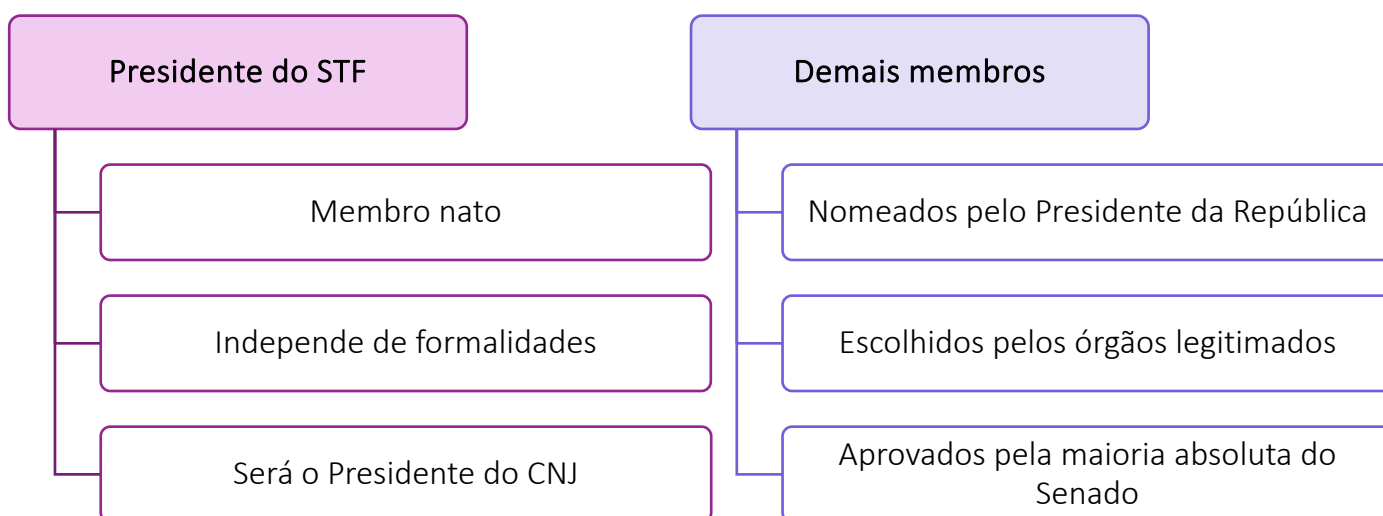 Presidente do STF
Membro nato
Independe de formalidades
Será o Presidente do CNJ
Demais membros
Nomeados pelo Presidente da República
Escolhidos pelos órgãos legitimados
Aprovados pela maioria absoluta do
Senado